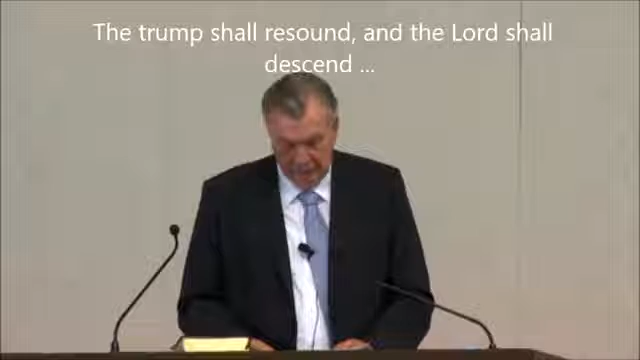 The trump shall resound, and the Lord shall
descend ...